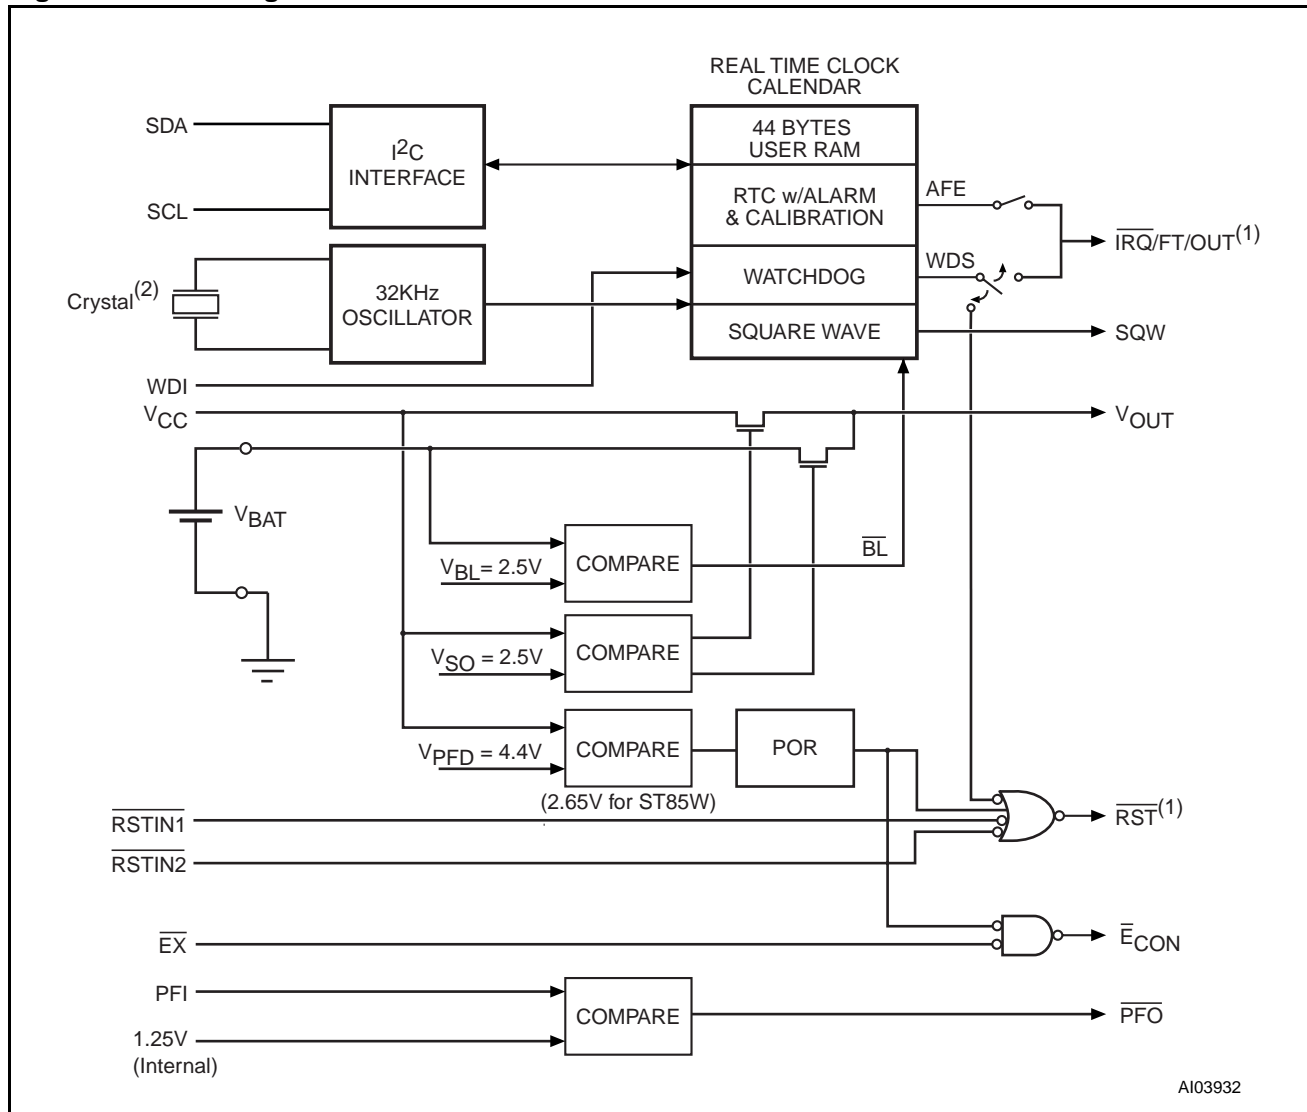 REAL TIME CLOCK
CALENDAR
SDA
I2C
INTERFACE
SCL
44 BYTES
USER RAM
RTC w/ALARM
& CALIBRATION
AFE
IRQ/FT/OUT(1)
WATCHDOG
WDS
Crystal(2)
32KHz
OSCILLATOR
SQUARE WAVE
SQW
WDI
VCC
VOUT
VBAT
VBL= 2.5V
COMPARE
BL
VSO = 2.5V
COMPARE
VPFD = 4.4V
COMPARE
POR
(2.65V for ST85W)
RSTIN1
RST(1)
RSTIN2
EX
ECON
PFI
COMPARE
PFO
1.25V
(Internal)
AI03932